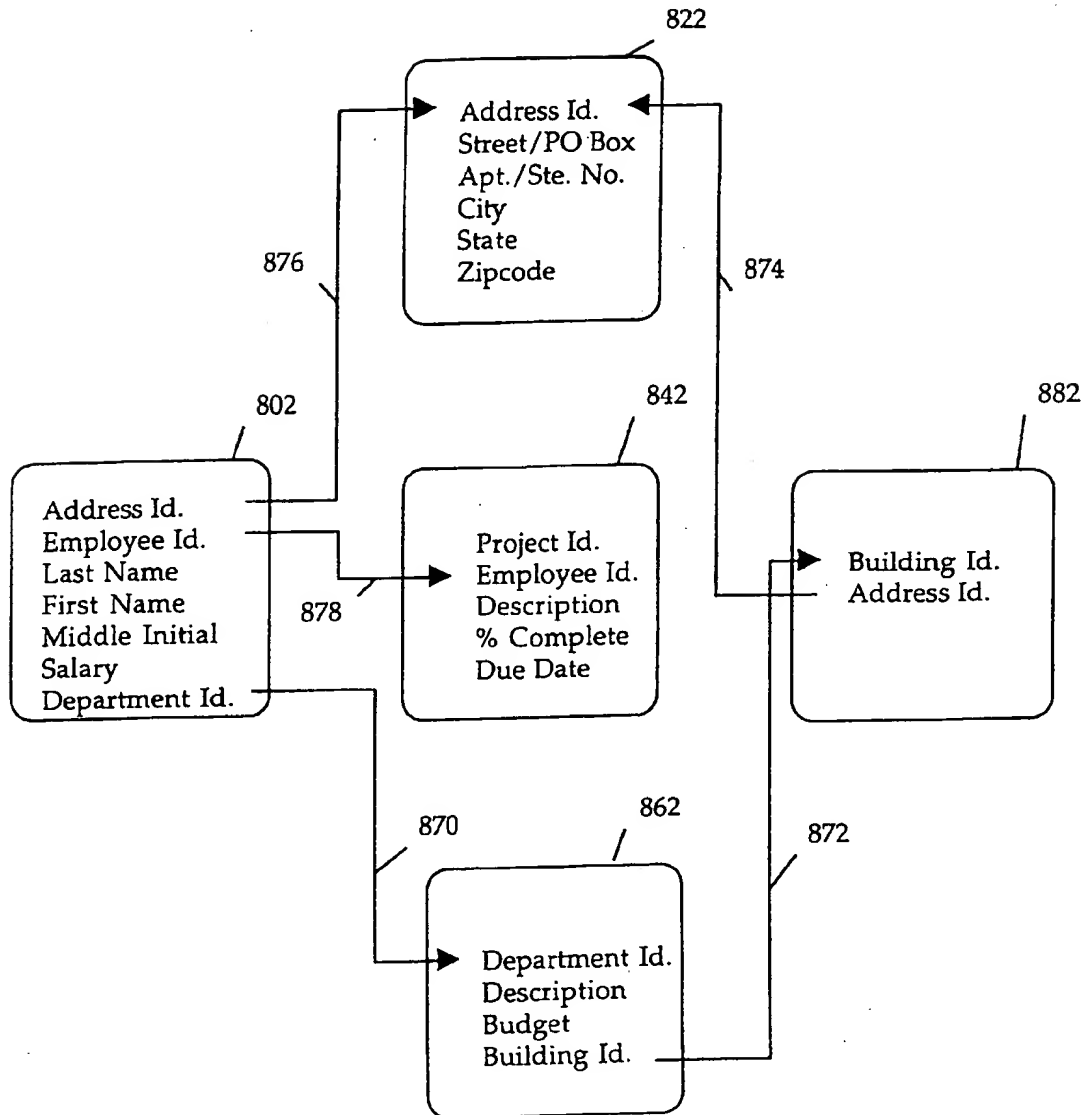 822
Address Id.
Street/PO Box
Apt./Ste. No.
City
State
Zipcode
876
874
802
842
882
Address Id.
Employee Id.
Last Name
First Name
Middle Initial
Salary
Department Id.
878
Project Id.
Employee Id.
Description
% Complete
Due Date
Building Id.
Address Id.
870
862
872
Department Id.
Description
Budget
Building Id.